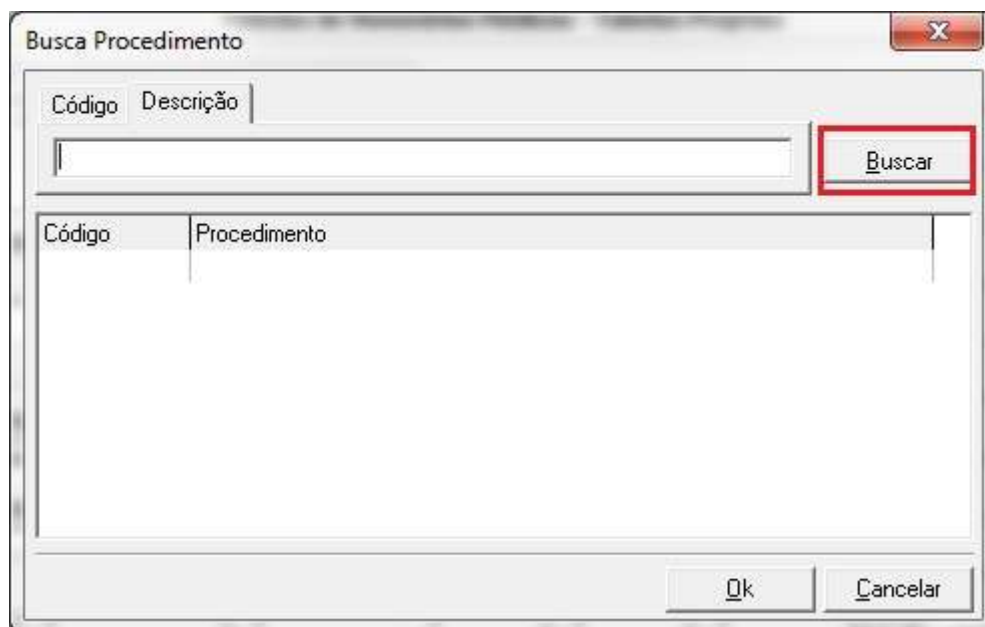 Busca Procedimento
Código Descrição
Buscar
Código Procedimento
Ok Cancelar